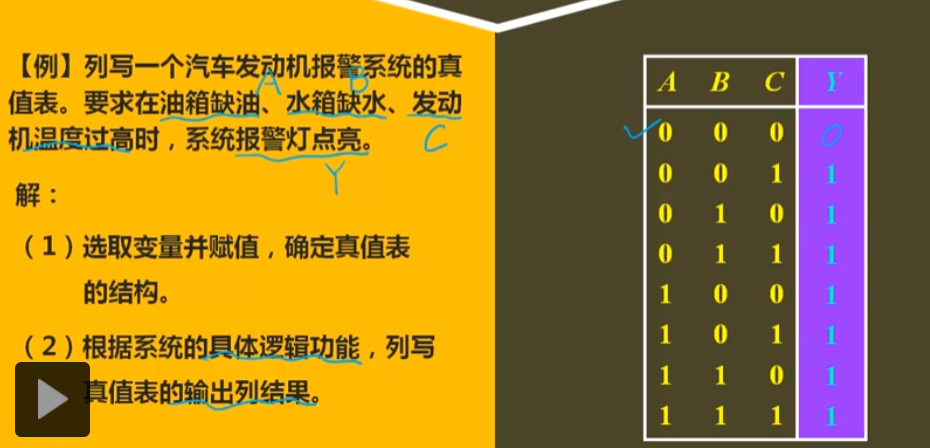 【例】列写一个汽车发动机报警系统的真
A B
值表。要求在油箱缺油、水箱缺水、发动
机温度过高时，系统报警灯点亮。
C
Y
解：
（1）选取变量并赋值，确定真值表
的结构。
（2）根据系统的具体逻辑功能，列写
真值表的输出列结果。
A B C Y
0 0 0 0
0 0 1 1
0 1 0 1
0 1 1 1
1 0 0 1
1 0 1 1
1 1 0 1
1 1 1 1